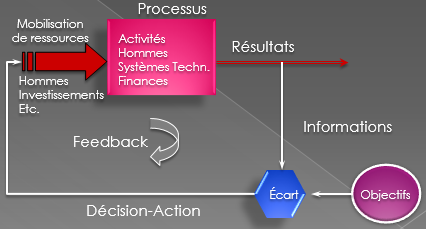 Processus
Mobilisation
de ressources
Activités
Hommes
Systèmes Techn.
Finances
Résultats
Hommes
Investissements
Etc.
Informations
Feedback
Écart
Objectifs
Décision-Action